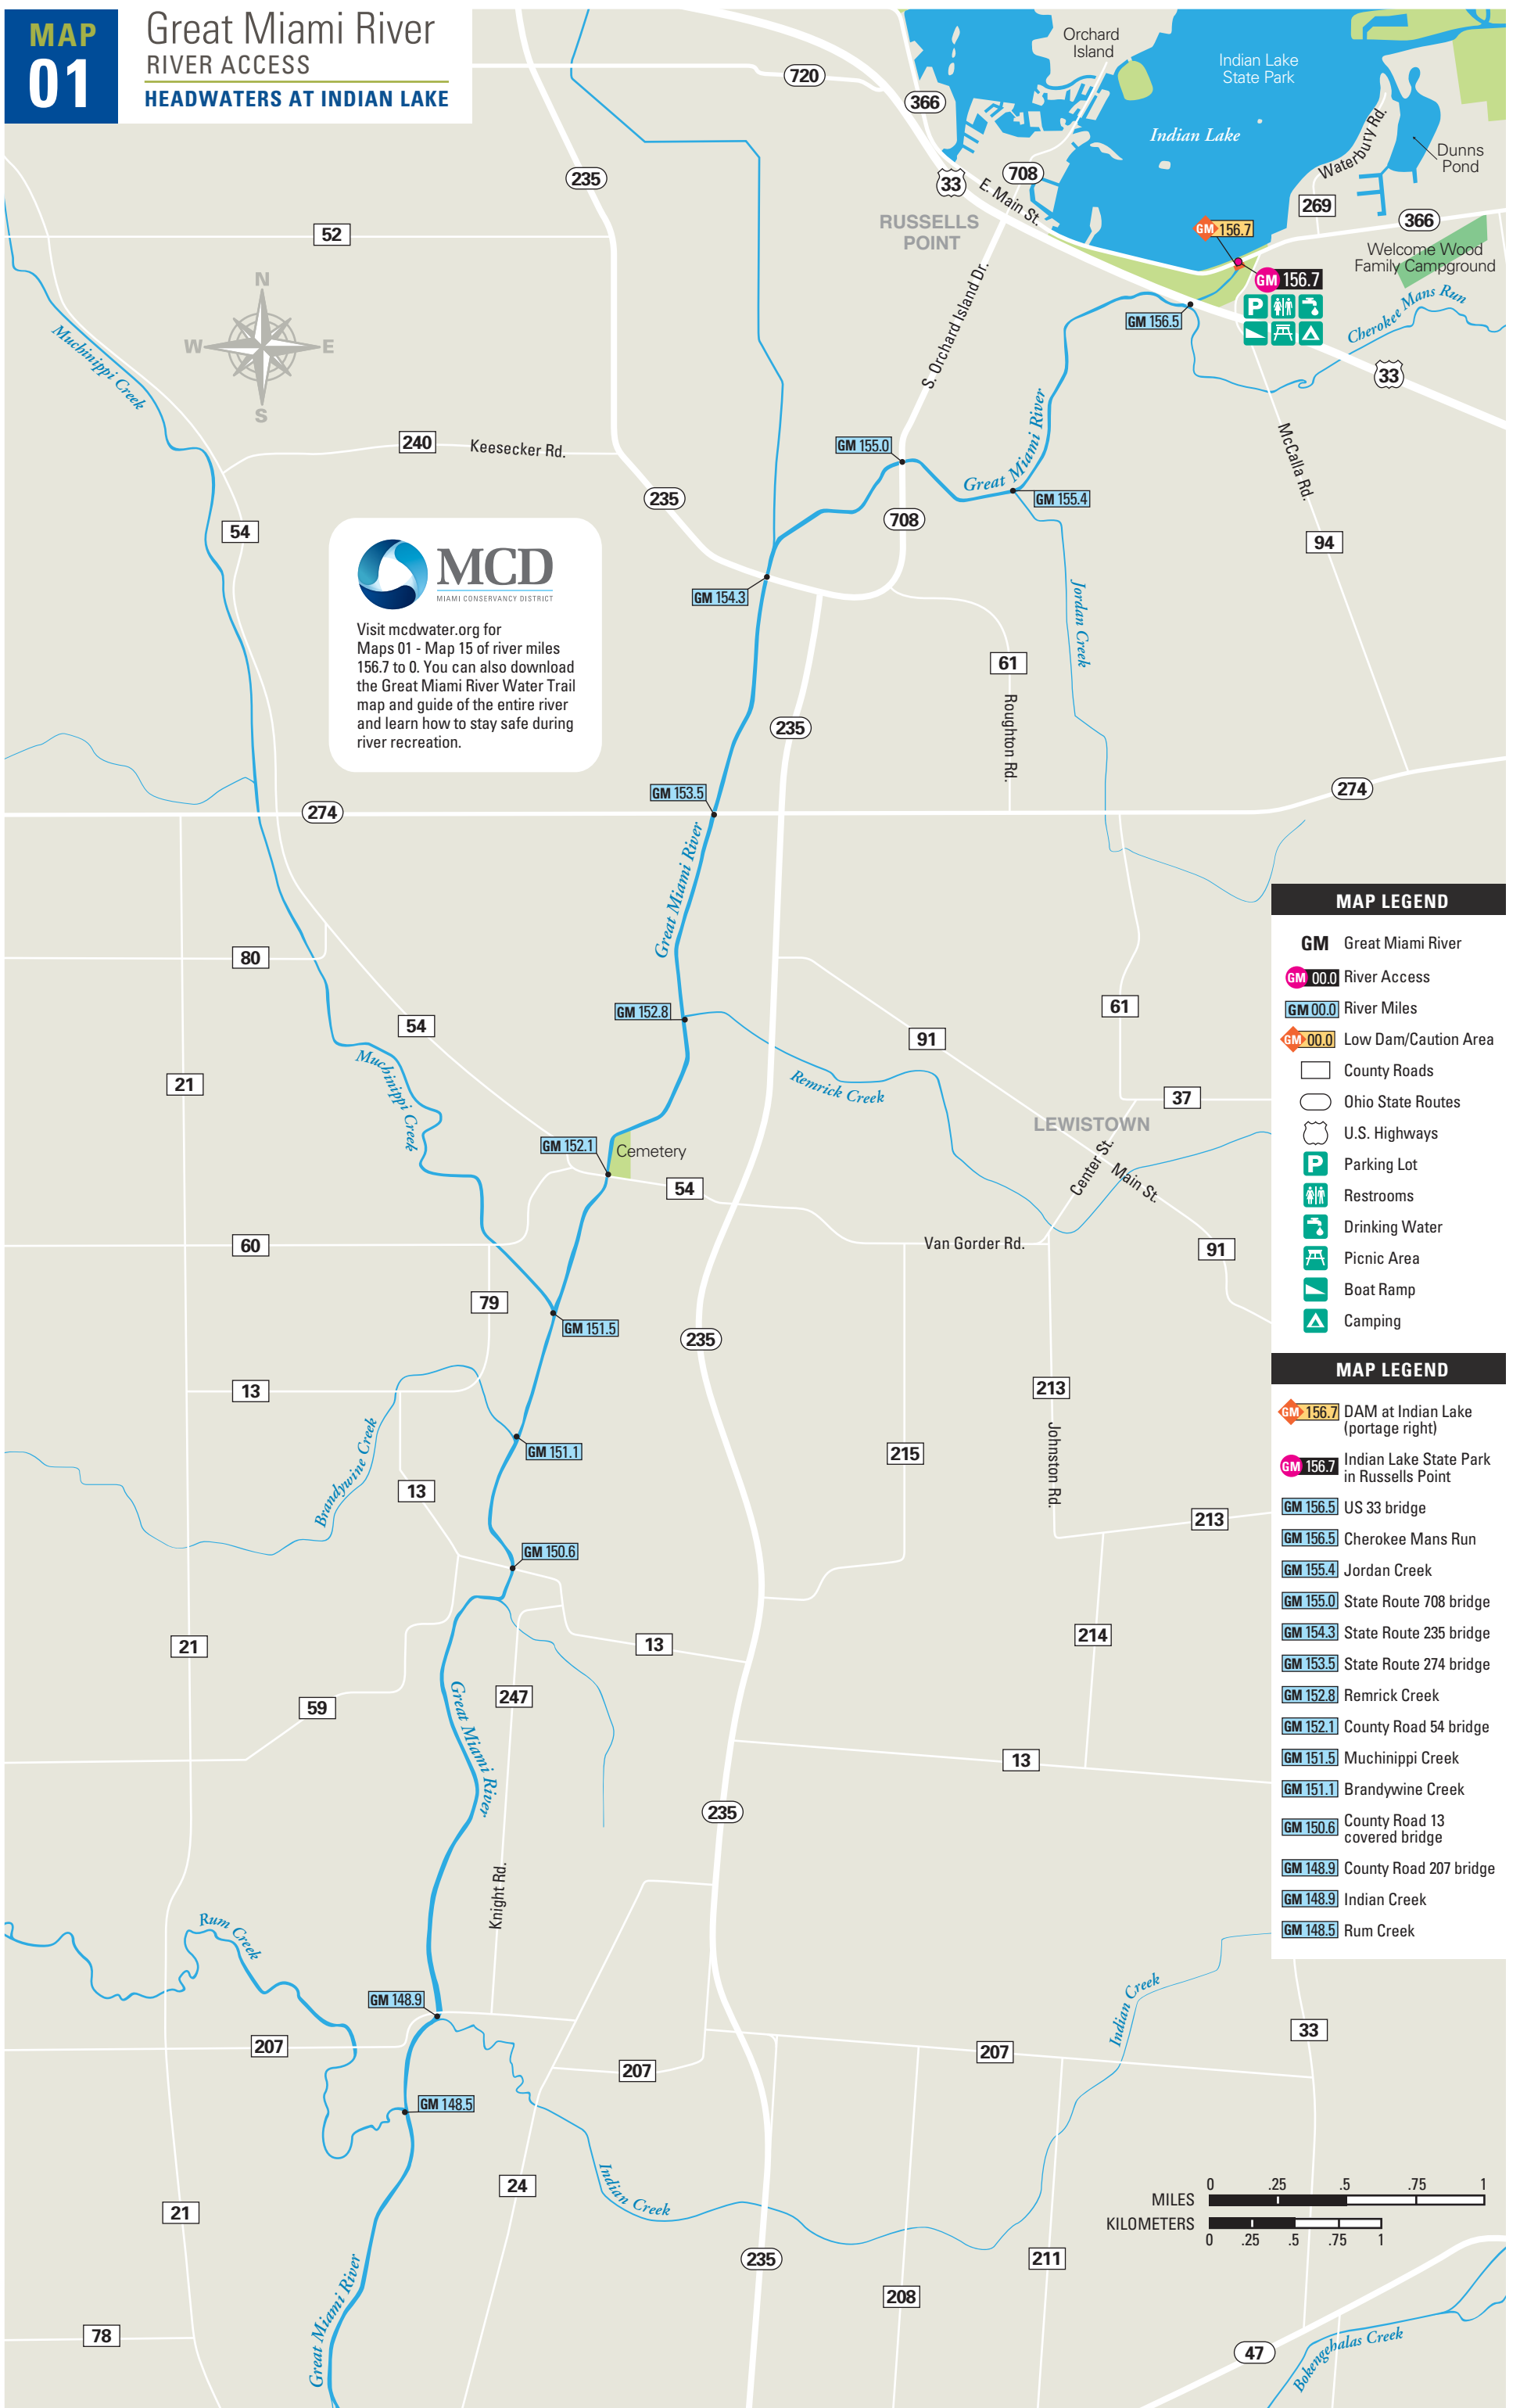 MAP
01
Great Miami River
RIVER ACCESS
HEADWATERS AT INDIAN LAKE
720
366
Orchard
Island
Indian Lake
State Park
Indian Lake
Waterbury Rd.
Dunns
Pond
235
33
708
E. Main St.
269
366
52
RUSSELLS
POINT
GM 156.7
Welcome Wood
Family Campground
GM 156.7
P
N
W
E
S
Muchinippi Creek
S. Orchard Island Dr.
GM 156.5
Cherokee Mans Run
33
240
Keesecker Rd.
GM 155.0
Great Miami River
McCalla Rd.
235
GM 155.4
54
708
94
MCD
MIAMI CONSERVANCY DISTRICT
Visit mcdwater.org for
Maps 01 - Map 15 of river miles
156.7 to 0. You can also download
the Great Miami River Water Trail
map and guide of the entire river
and learn how to stay safe during
river recreation.
GM 154.3
Jordan Creek
61
Roughton Rd.
235
GM 153.5
274
274
Great Miami River
80
54
GM 152.8
61
91
Muchinippi Creek
Remrick Creek
21
37
LEWISTOWN
GM 152.1
Cemetery
Center St.
Main St.
54
60
Van Gorder Rd.
91
79
GM 151.5
235
13
213
Brandywine Creek
GM 151.1
215
Johnston Rd.
13
213
GM 150.6
21
13
214
59
247
Great Miami River
13
235
Knight Rd.
Rum Creek
GM 148.9
Indian Creek
33
207
207
207
GM 148.5
24
Indian Creek
21
235
211
208
Great Miami River
78
47
Bokengehalas Creek
MAP LEGEND
GM Great Miami River
GM 00.0 River Access
GM 00.0 River Miles
GM 00.0 Low Dam/Caution Area
County Roads
Ohio State Routes
U.S. Highways
P Parking Lot
Restrooms
Drinking Water
Picnic Area
Boat Ramp
Camping
MAP LEGEND
GM 156.7 DAM at Indian Lake
(portage right)
GM 156.7 Indian Lake State Park
in Russells Point
GM 156.5 US 33 bridge
GM 156.5 Cherokee Mans Run
GM 155.4 Jordan Creek
GM 155.0 State Route 708 bridge
GM 154.3 State Route 235 bridge
GM 153.5 State Route 274 bridge
GM 152.8 Remrick Creek
GM 152.1 County Road 54 bridge
GM 151.5 Muchinippi Creek
GM 151.1 Brandywine Creek
GM 150.6 County Road 13
covered bridge
GM 148.9 County Road 207 bridge
GM 148.9 Indian Creek
GM 148.5 Rum Creek
0 .25 .5 .75 1
MILES
KILOMETERS
0 .25 .5 .75 1